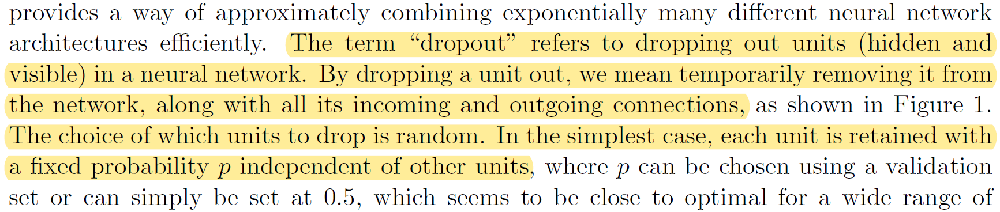 provides a way of approximately combining exponentially many different neural network
architectures efficiently. The term “dropout” refers to dropping out units (hidden and
visible) in a neural network. By dropping a unit out, we mean temporarily removing it from
the network, along with all its incoming and outgoing connections, as shown in Figure 1.
The choice of which units to drop is random. In the simplest case, each unit is retained with
a fixed probability p independent of other units, where p can be chosen using a validation
set or can simply be set at 0.5, which seems to be close to optimal for a wide range of